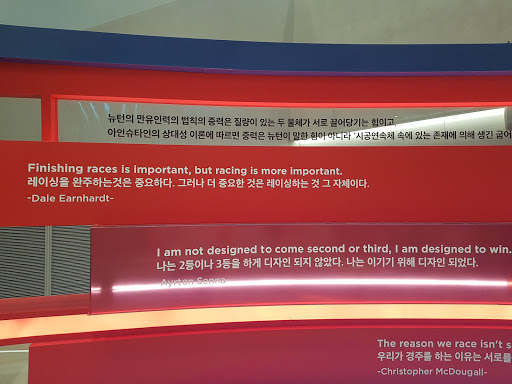 뉴턴의 만유인력의 법칙의 중력은 질량이 있는 두 물체가 서로 끌어당기는 힘이고,
아인슈타인의 상대성 이론에 따르면 중력은 뉴턴이 말한 힘이 아니라 '시공연속체 속에 있는 존재에 의해 생긴 굽어
Finishing races is important, but racing is more important.
레이싱을 완주하는것은 중요하다. 그러나 더 중요한 것은 레이싱하는 것 그 자체이다.
-Dale Earnhardt-
I am not designed to come second or third, I am designed to win.
나는 2등이나 3등을 하게 디자인 되지 않았다. 나는 이기기 위해 디자인 되었다.
-Ayrton Senna-
The reason we race isn't s
우리가 경주를 하는 이유는 서로를
-Christopher McDougall-